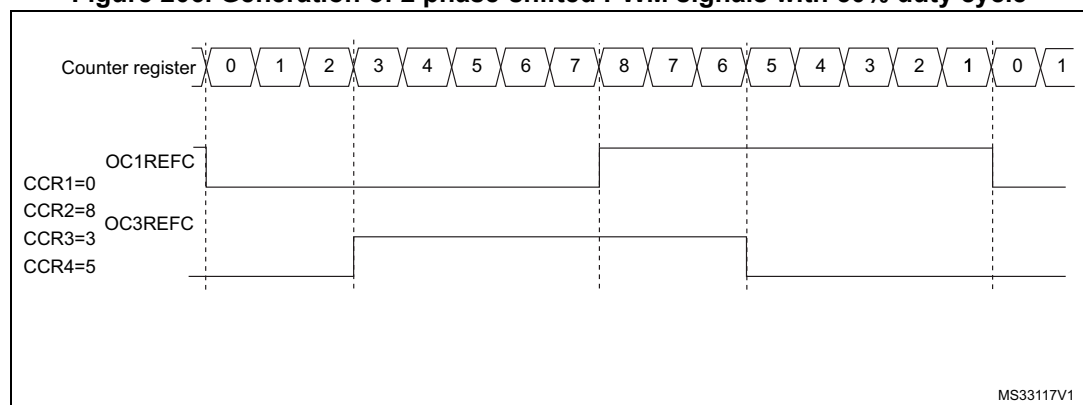 Figure 200. Generation of 2 phase-shifted PWM signals with 50% duty cycle
Counter register 0 1 2 3 4 5 6 7 8 7 6 5 4 3 2 1 0 1
OC1REFC
CCR1=0
CCR2=8
OC3REFC
CCR3=3
CCR4=5
MS33117V1